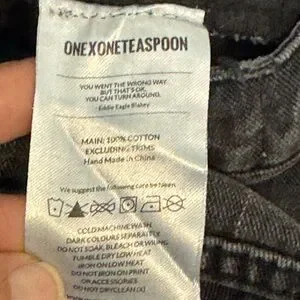 ONEXONETEASPOON
YOU WENT THE WRONG WAY.
BUT THAT'S OK.
YOU CAN TURN AROUND.
Eddie Eagle Blakey
MAIN: 100% COTTON
EXCLUDING TRIMS
Hand Made in China
We suggest the following care be taken.
COLD MACHINE WASH
DARK COLOURS SEPARATELY
DO NOT SOAK, BLEACH OR WRING
TUMBLE DRY LOW HEAT
IRON ON LOW HEAT
DO NOT IRON ON PRINT
OR ACCESSORIES
DO NOT DRYCLEAN (X)